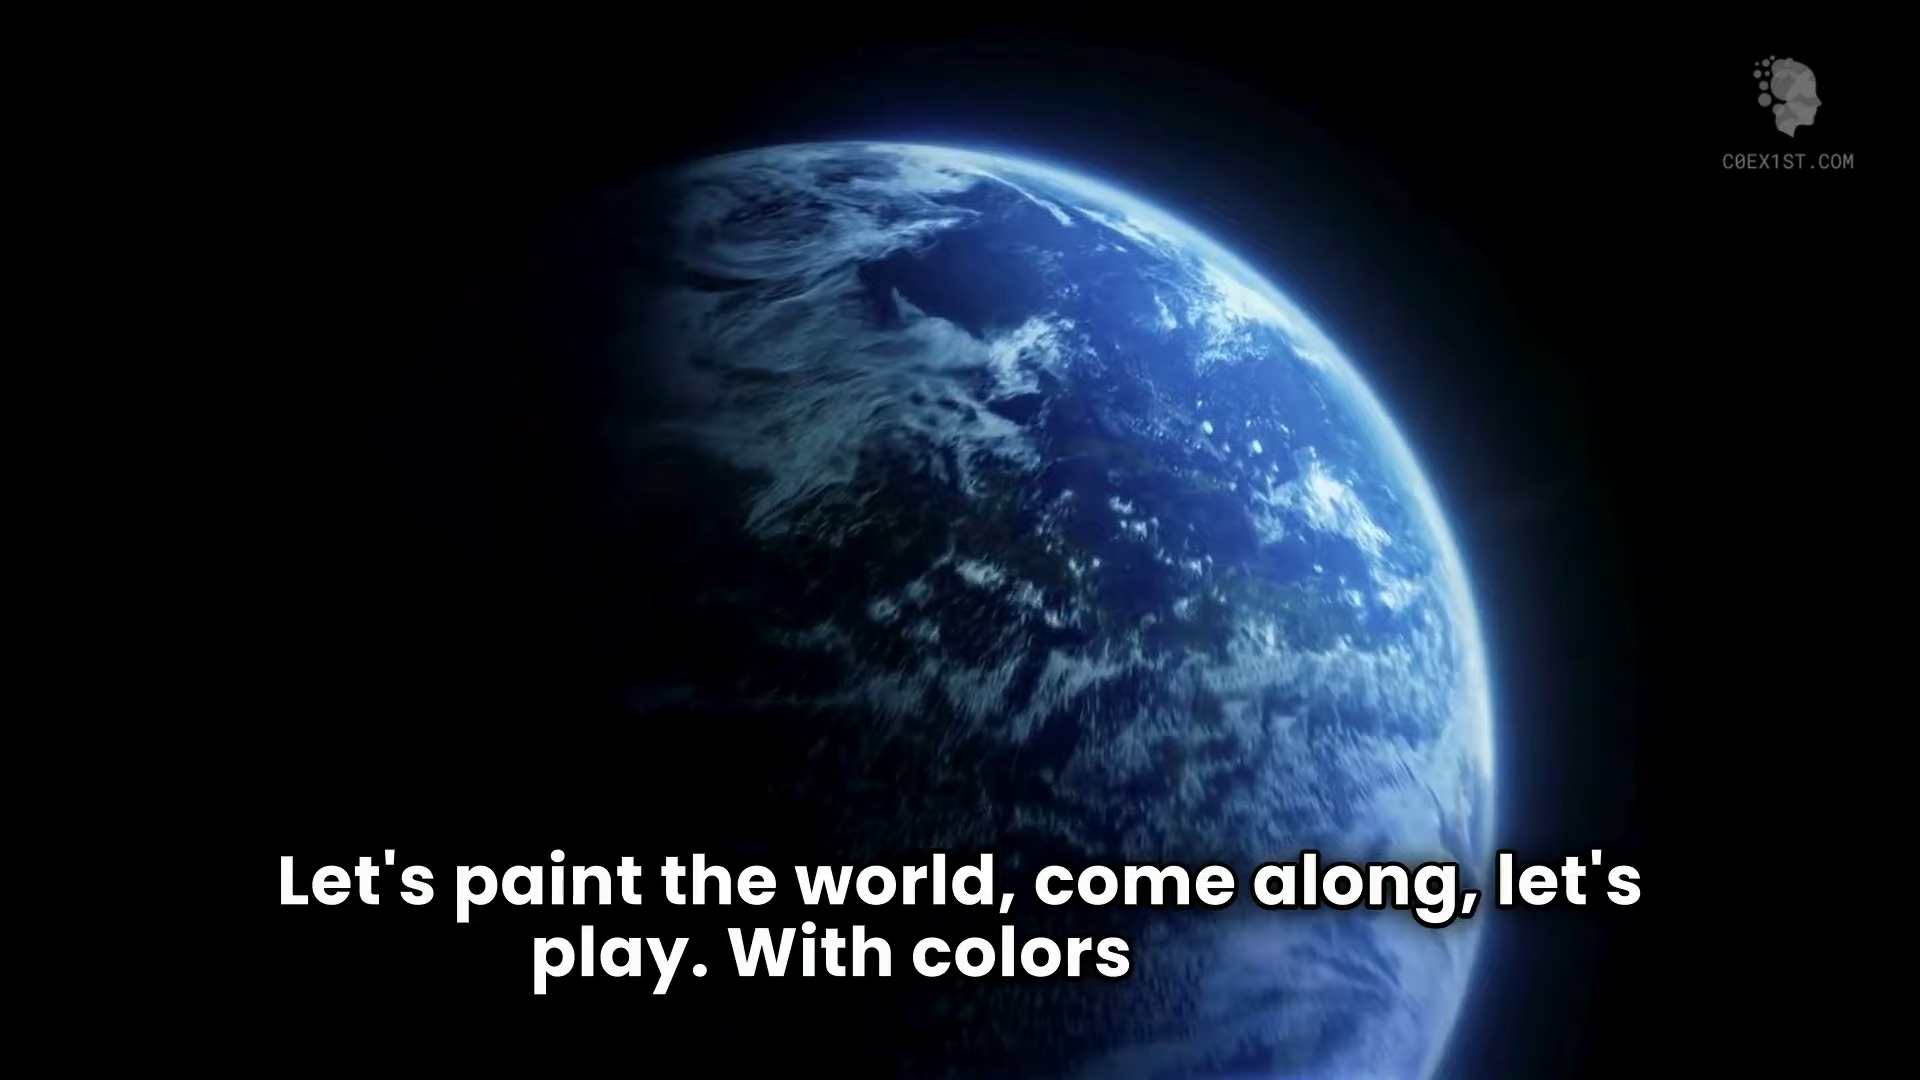 C0EX1ST.COM
Let's paint the world, come along, let's
play. With colors